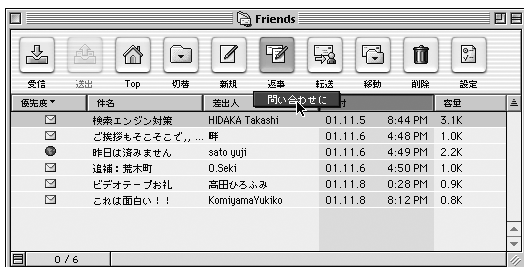 Friends
受信 送出 Top 切替 新規 返事 転送 移動 削除 設定
問い合わせに
優先度 件名 差出人 付 容量
検索エンジン対策 HIDAKA Takashi 01.11.5 8:44 PM 3.1K
ご挨拶もそこそこで,, ... 畔 01.11.6 4:48 PM 1.0K
昨日は済みません sato yuji 01.11.6 4:49 PM 2.2K
追補：荒木町 O.Seki 01.11.6 4:50 PM 1.0K
ビデオテープお礼 高田ひろふみ 01.11.8 0:28 PM 0.9K
これは面白い！！ KomiyamaYukiko 01.11.8 8:12 PM 0.8K
0 / 6